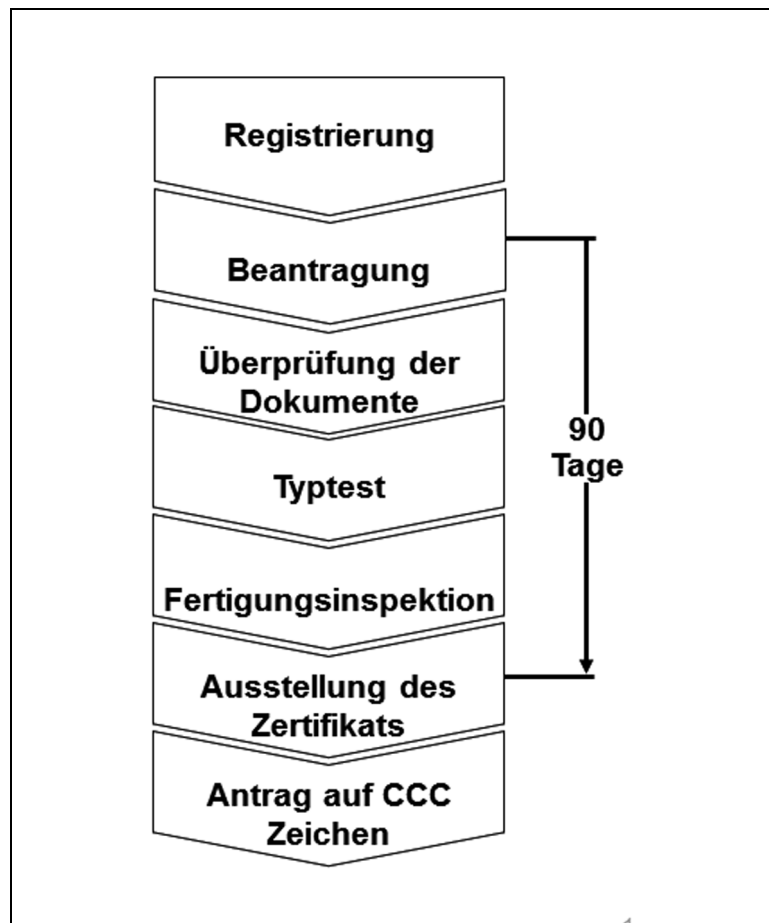 Registrierung
Beantragung
Überprüfung der
Dokumente
Typtest
Fertigungsinspektion
Ausstellung des
Zertifikats
Antrag auf CCC
Zeichen
90
Tage